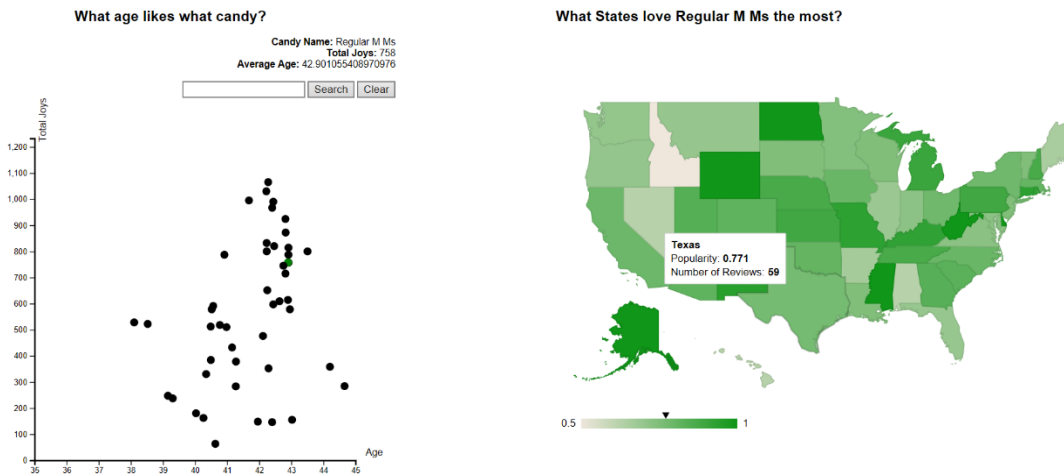 What age likes what candy?
Candy Name: Regular M Ms
Total Joys: 758
Average Age: 42.901055408970976
Search Clear
Total Joys
1,200
1,100
1,000
900
800
700
600
500
400
300
200
100
0
Age
35 36 37 38 39 40 41 42 43 44 45
What States love Regular M Ms the most?
Texas
Popularity: 0.771
Number of Reviews: 59
0.5 1